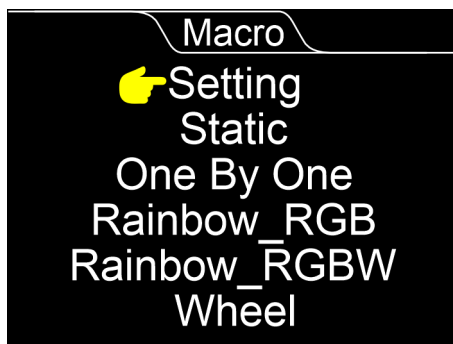 Macro
Setting
Static
One By One
Rainbow_RGB
Rainbow_RGBW
Wheel